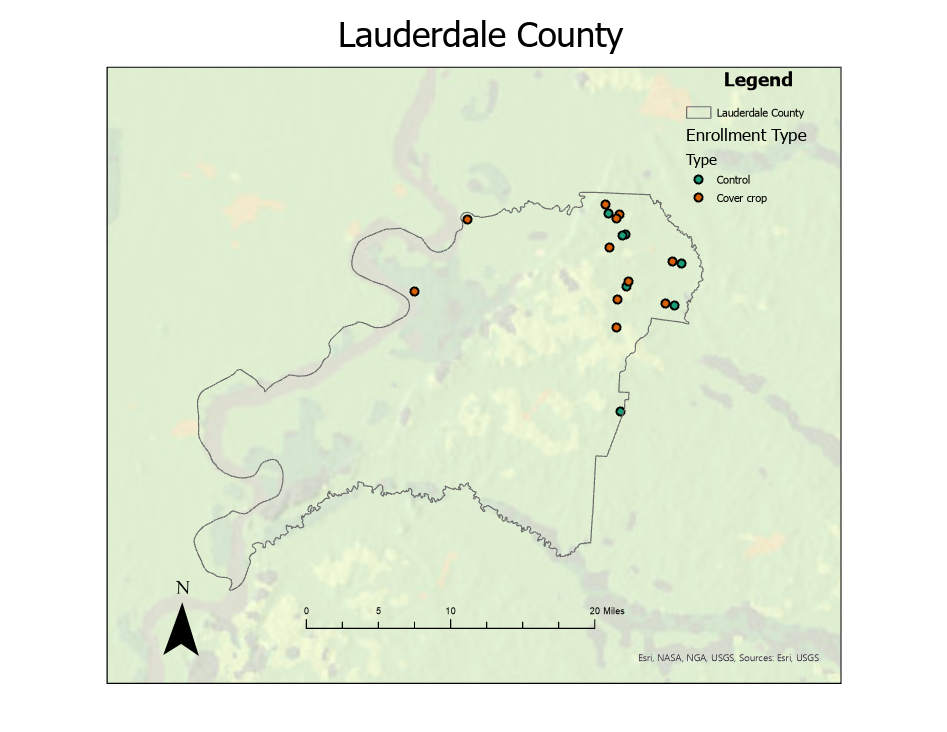 Lauderdale County
Legend
Lauderdale County
Enrollment Type
Type
Control
Cover crop
N
0 5 10 20 Miles
Esri, NASA, NGA, USGS, Sources: Esri, USGS